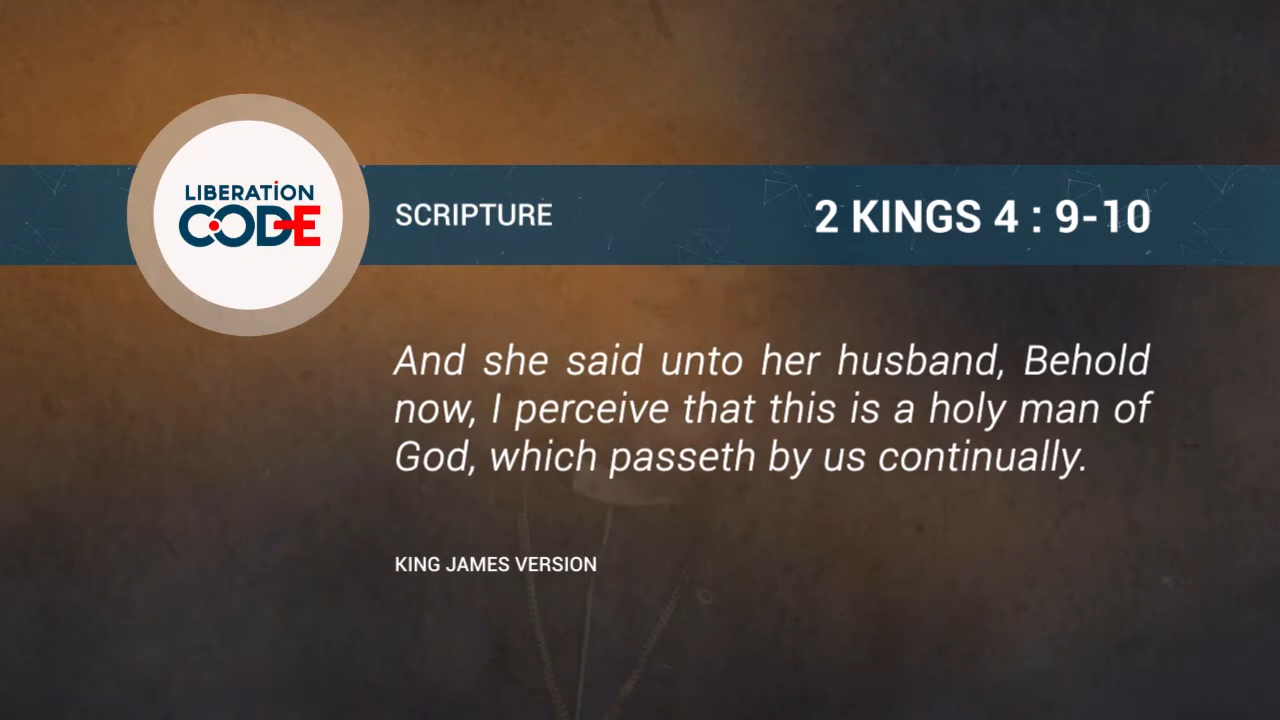 LIBERATION
CODE
SCRIPTURE
2 KINGS 4 : 9-10
And she said unto her husband, Behold
now, I perceive that this is a holy man of
God, which passeth by us continually.
KING JAMES VERSION